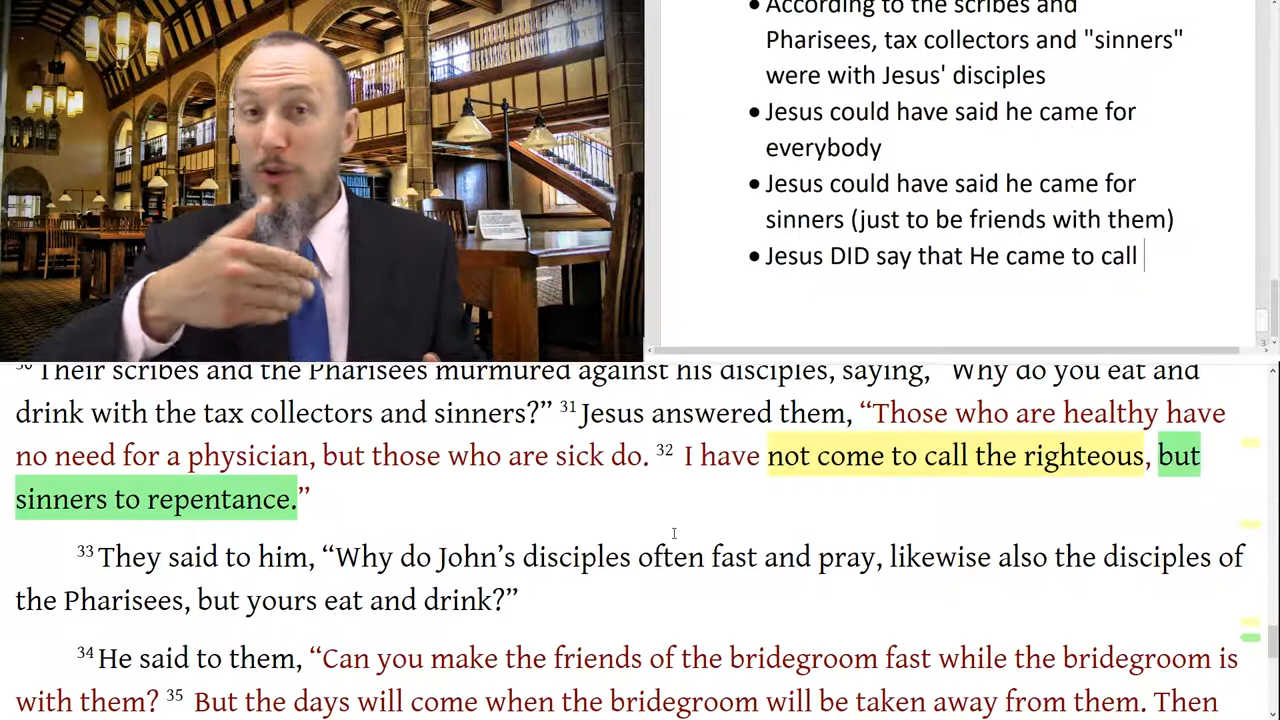 • According to the scribes and
Pharisees, tax collectors and "sinners"
were with Jesus' disciples
• Jesus could have said he came for
everybody
• Jesus could have said he came for
sinners (just to be friends with them)
• Jesus DID say that He came to call
3
30 Their scribes and the Pharisees murmured against his disciples, saying, “Why do you eat and
drink with the tax collectors and sinners?” 31 Jesus answered them, “Those who are healthy have
no need for a physician, but those who are sick do. 32 I have not come to call the righteous, but
sinners to repentance.”
33 They said to him, “Why do John’s disciples often fast and pray, likewise also the disciples of
the Pharisees, but yours eat and drink?”
34 He said to them, “Can you make the friends of the bridegroom fast while the bridegroom is
with them? 35 But the days will come when the bridegroom will be taken away from them. Then